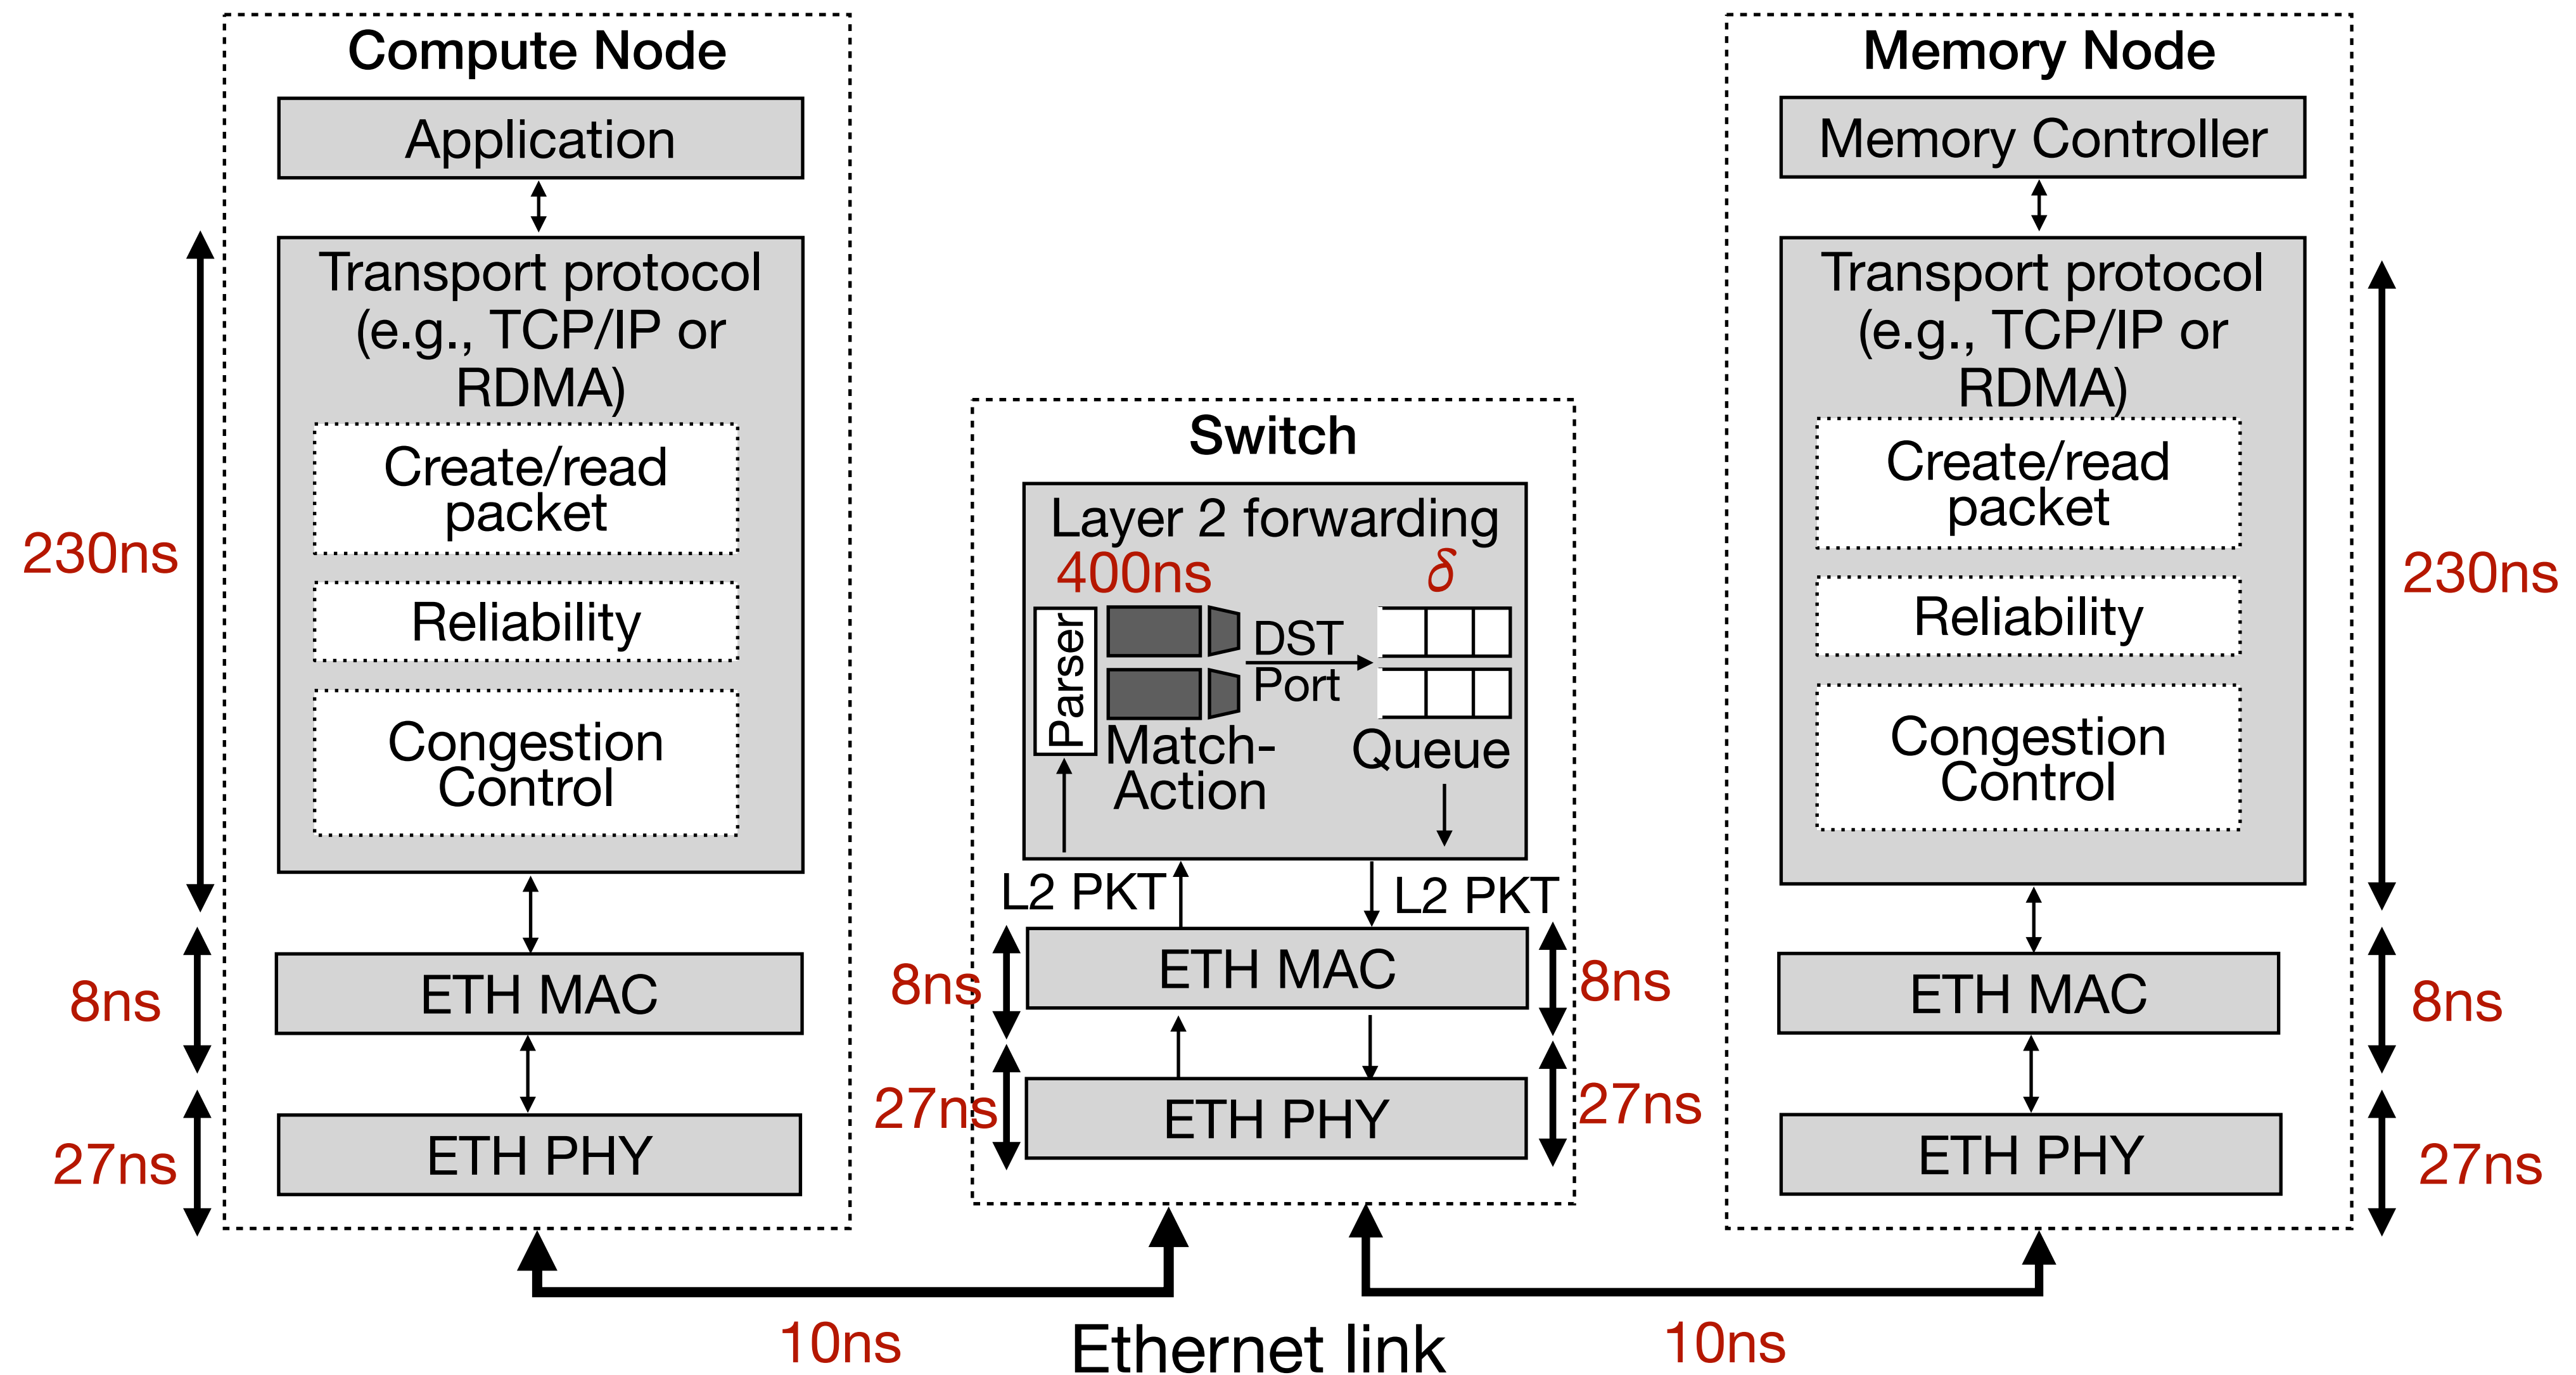 Compute Node
Application
Transport protocol
(e.g., TCP/IP or
RDMA)
Create/read
packet
Reliability
Congestion
Control
ETH MAC
ETH PHY
230ns
8ns
27ns
Switch
Layer 2 forwarding
400ns
δ
Parser
DST
Port
Match-
Action
Queue
L2 PKT
L2 PKT
8ns
ETH MAC
8ns
27ns
ETH PHY
27ns
Memory Node
Memory Controller
Transport protocol
(e.g., TCP/IP or
RDMA)
Create/read
packet
Reliability
Congestion
Control
ETH MAC
ETH PHY
230ns
8ns
27ns
10ns
Ethernet link
10ns